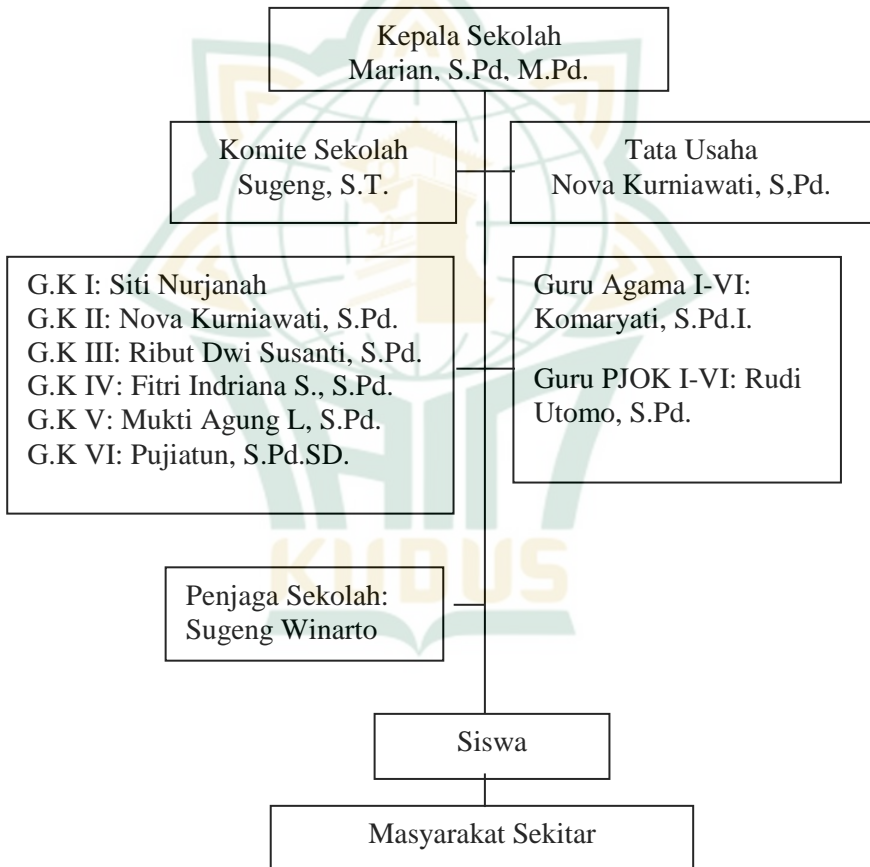 Kepala Sekolah
Marjan, S.Pd, M.Pd.
Komite Sekolah
Sugeng, S.T.
Tata Usaha
Nova Kurniawati, S,Pd.
G.K I: Siti Nurjanah
G.K II: Nova Kurniawati, S.Pd.
G.K III: Ribut Dwi Susanti, S.Pd.
G.K IV: Fitri Indriana S., S.Pd.
G.K V: Mukti Agung L, S.Pd.
G.K VI: Pujiatun, S.Pd.SD.
Guru Agama I-VI:
Komaryati, S.Pd.I.
Guru PJOK I-VI: Rudi
Utomo, S.Pd.
KUDUS
Penjaga Sekolah:
Sugeng Winarto
Siswa
Masyarakat Sekitar